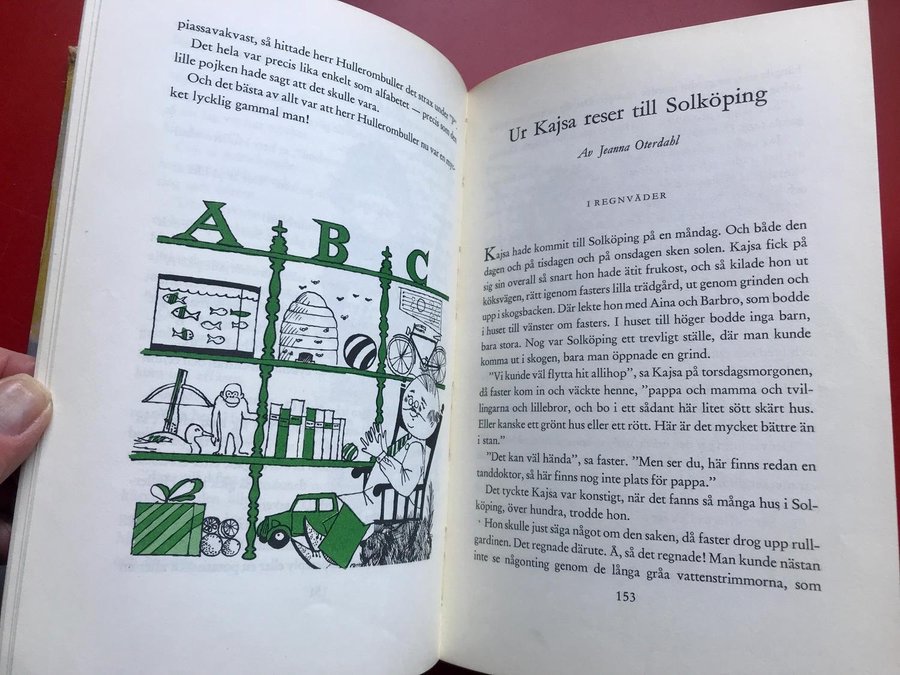 piassavakvast, så hittade herr Hullerombuller det strax under "P".
Det hela var precis lika enkelt som alfabetet — precis som den
lille pojken hade sagt att det skulle vara.
Och det bästa av allt var att herr Hullerombuller nu var en myc-
ket lycklig gammal man!
A B C
Ur Kajsa reser till Solköping
Av Jeanna Oterdahl
I REGNVÄDER
Kajsa hade kommit till Solköping på en måndag. Och både den
dagen och på tisdagen och på onsdagen sken solen. Kajsa fick på
sig sin overall så snart hon hade ätit frukost, och så kilade hon ut
köksvägen, rätt igenom fasters lilla trädgård, ut genom grinden och
upp i skogsbacken. Där lekte hon med Aina och Barbro, som bodde
i huset till vänster om fasters. I huset till höger bodde inga barn,
bara stora. Nog var Solköping ett trevligt ställe, där man kunde
komma ut i skogen, bara man öppnade en grind.
"Vi kunde väl flytta hit allihop", sa Kajsa på torsdagsmorgonen,
då faster kom in och väckte henne, "pappa och mamma och tvil-
lingarna och lillebror, och bo i ett sådant här litet sött skärt hus.
Eller kanske ett grönt hus eller ett rött. Här är det mycket bättre än
i stan."
"Det kan väl hända", sa faster. "Men ser du, här finns redan en
tanddoktor, så här finns nog inte plats för pappa."
Det tyckte Kajsa var konstigt, när det fanns så många hus i Sol-
köping, över hundra, trodde hon.
Hon skulle just säga något om den saken, då faster drog upp rull-
gardinen. Det regnade därute. Å, så det regnade! Man kunde nästan
inte se någonting genom de långa gråa vattenstrimmorna, som
153